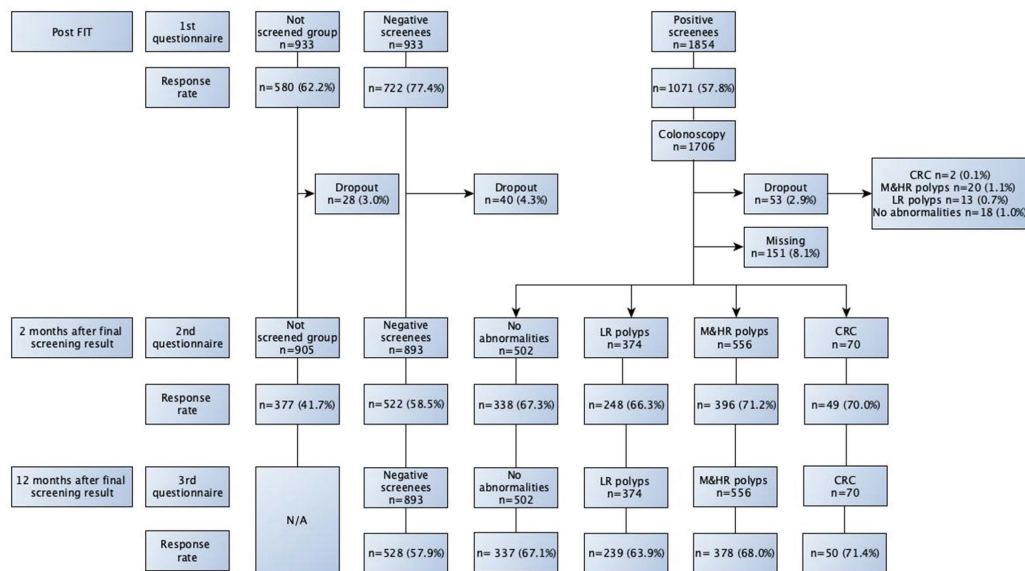 Post FIT
1st
questionnaire
Not
screened group
n=933
Negative
screenees
n=933
Positive
screenees
n=1854
Response
rate
n=580 (62.2%)
n=722 (77.4%)
n=1071 (57.8%)
Colonoscopy
n=1706
Dropout
n=28 (3.0%)
Dropout
n=40 (4.3%)
Dropout
n=53 (2.9%)
CRC n=2 (0.1%)
M&HR polyps n=20 (1.1%)
LR polyps n=13 (0.7%)
No abnormalities n=18 (1.0%)
Missing
n=151 (8.1%)
2 months after final
screening result
2nd
questionnaire
Not
screened group
n=905
Negative
screenees
n=893
No
abnormalities
n=502
LR polyps
n=374
M&HR polyps
n=556
CRC
n=70
Response
rate
n=377 (41.7%)
n=522 (58.5%)
n=338 (67.3%)
n=248 (66.3%)
n= 396 (71.2%)
n=49 (70.0%)
12 months after final
screening result
3rd
questionnaire
N/A
Negative
screenees
n=893
No
abnormalities
n=502
LR polyps
n=374
M&HR polyps
n=556
CRC
n=70
Response
rate
n=528 (57.9%)
n= 337 (67.1%)
n=239 (63.9%)
n= 378 (68.0%)
n=50 (71.4%)